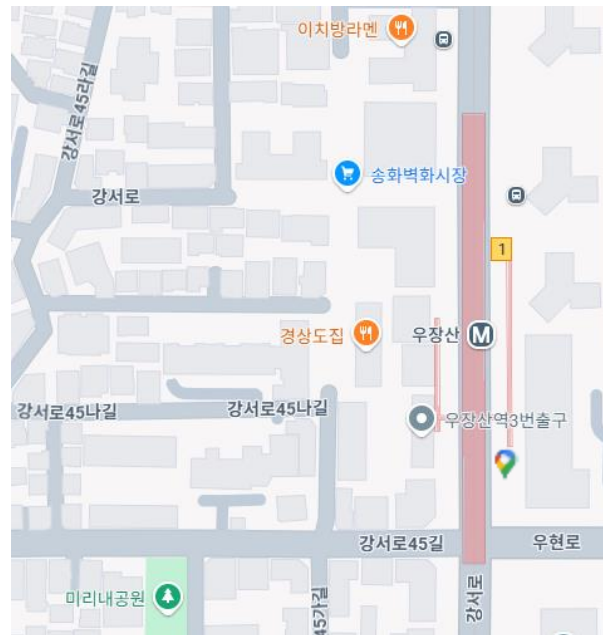 이치방라멘
강서로45라길
송화벽화시장
강서로
1
경상도집
우장산
M
강서로45나길
강서로45나길
우장산역3번출구
강서로45길
우현로
미리내공원
45가길
강서로